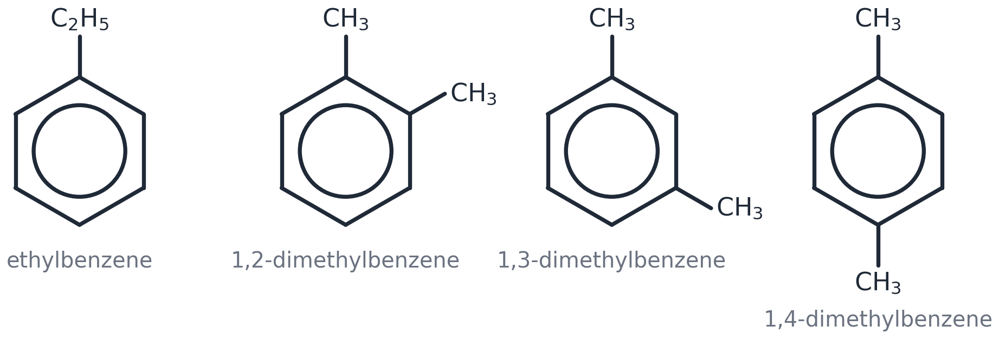 C₂H₅
CH₃
CH₃
CH₃
CH₃
CH₃
CH₃
CH₃
ethylbenzene
1,2-dimethylbenzene
1,3-dimethylbenzene
1,4-dimethylbenzene